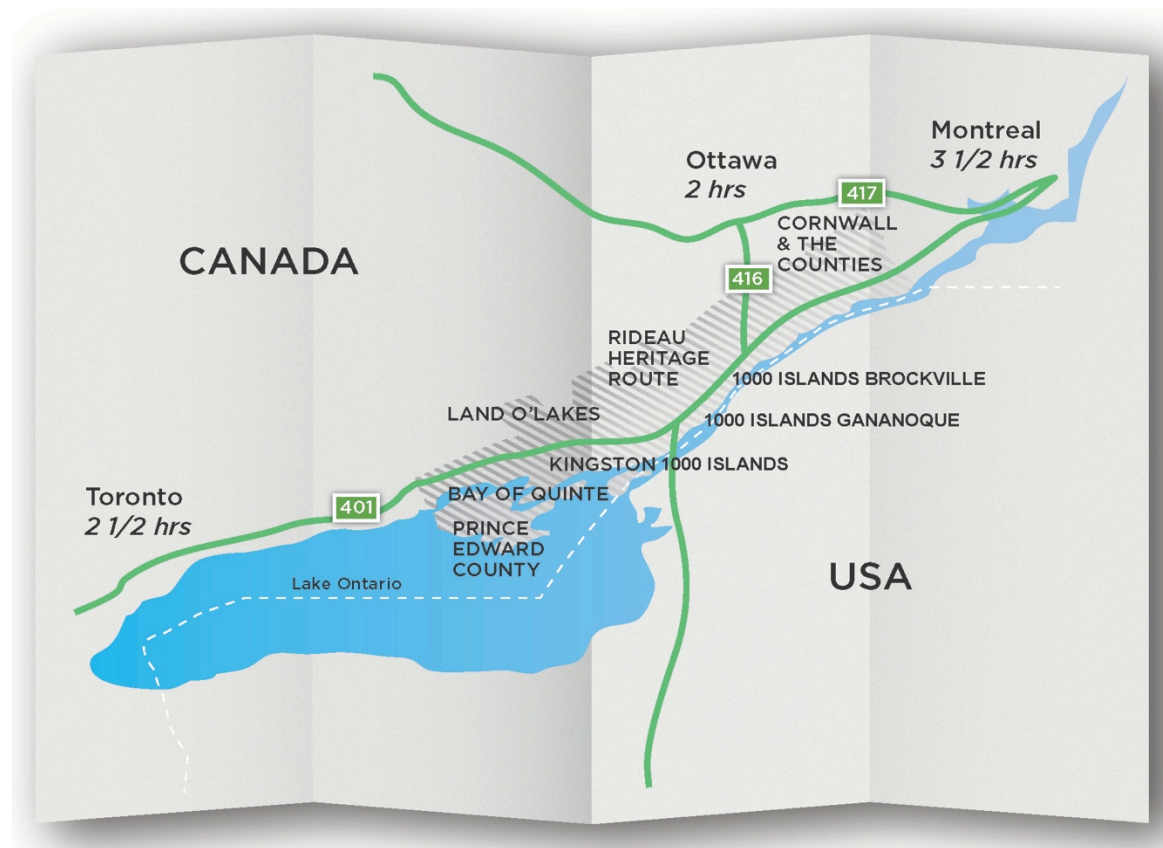 Montreal
3 1/2 hrs
Ottawa
2 hrs
417
CORNWALL
& THE
COUNTIES
CANADA
416
RIDEAU
HERITAGE
ROUTE
1000 ISLANDS BROCKVILLE
LAND O'LAKES
1000 ISLANDS GANANOQUE
KINGSTON 1000 ISLANDS
Toronto
2 1/2 hrs
401
BAY OF QUINTE
PRINCE
EDWARD
COUNTY
Lake Ontario
USA